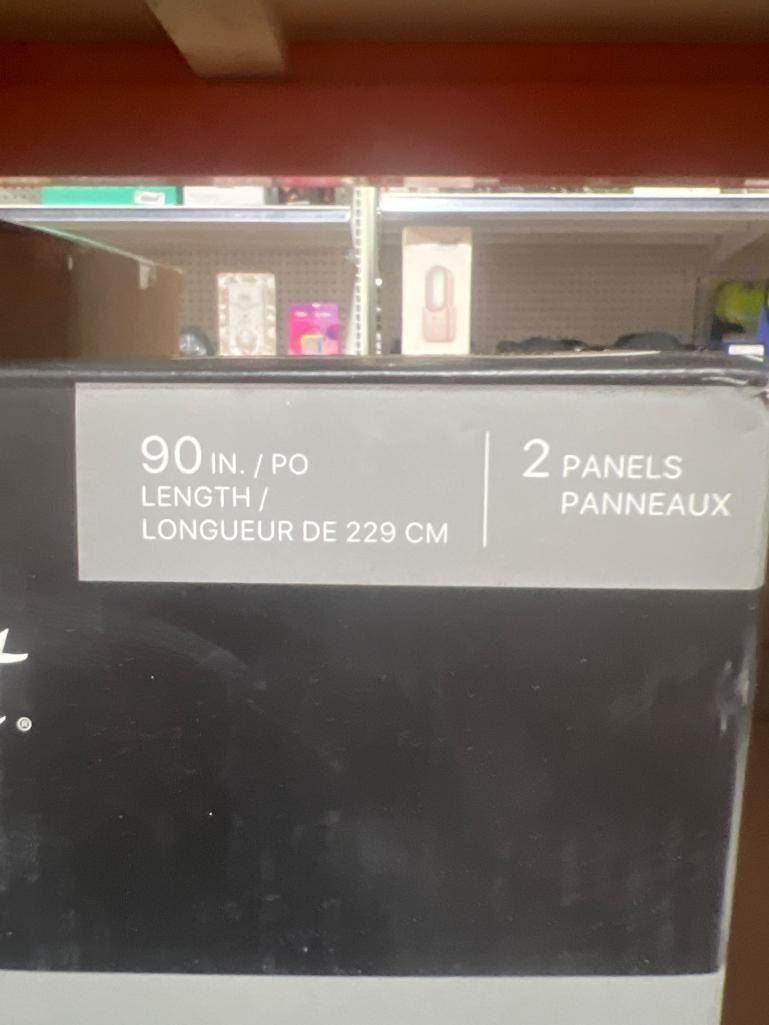 90 IN. / PO
LENGTH /
LONGUEUR DE 229 CM
2 PANELS
PANNEAUX
®